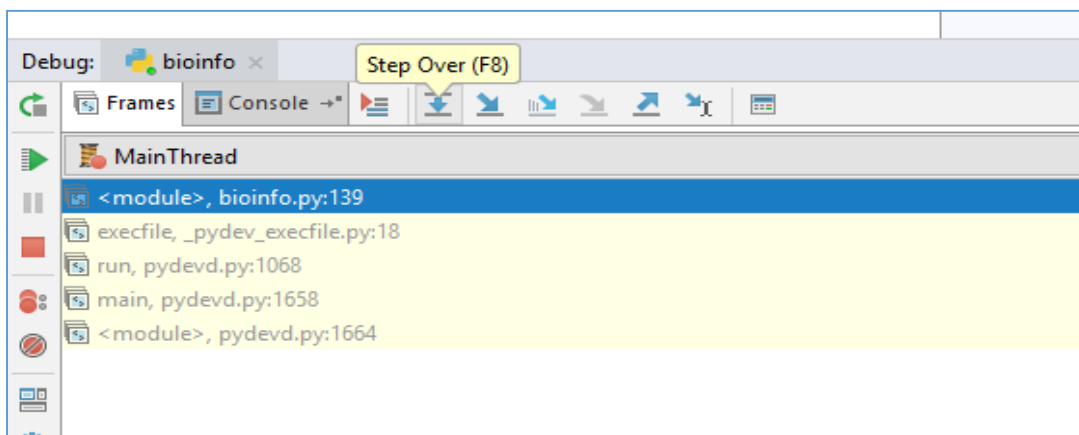 Debug: bioinfo
Step Over (F8)
Frames Console
MainThread
<module>, bioinfo.py:139
execfile, _pydev_execfile.py:18
run, pydevd.py:1068
main, pydevd.py:1658
<module>, pydevd.py:1664